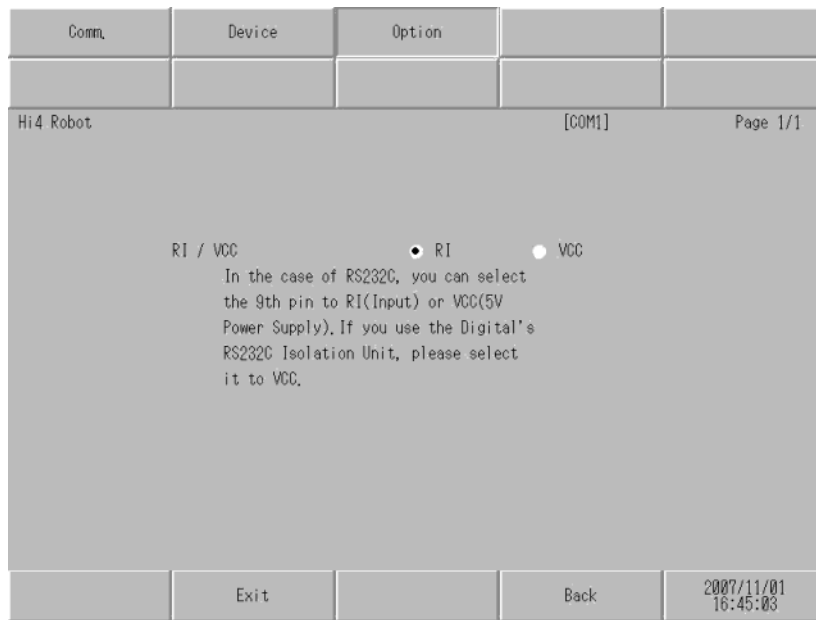 Comm. Device Option
Hi4 Robot [COM1] Page 1/1
RI / VCC RI VCC
In the case of RS232C, you can select
the 9th pin to RI(Input) or VCC(5V
Power Supply). If you use the Digital's
RS232C Isolation Unit, please select
it to VCC.
Exit Back 2007/11/01
16:45:03